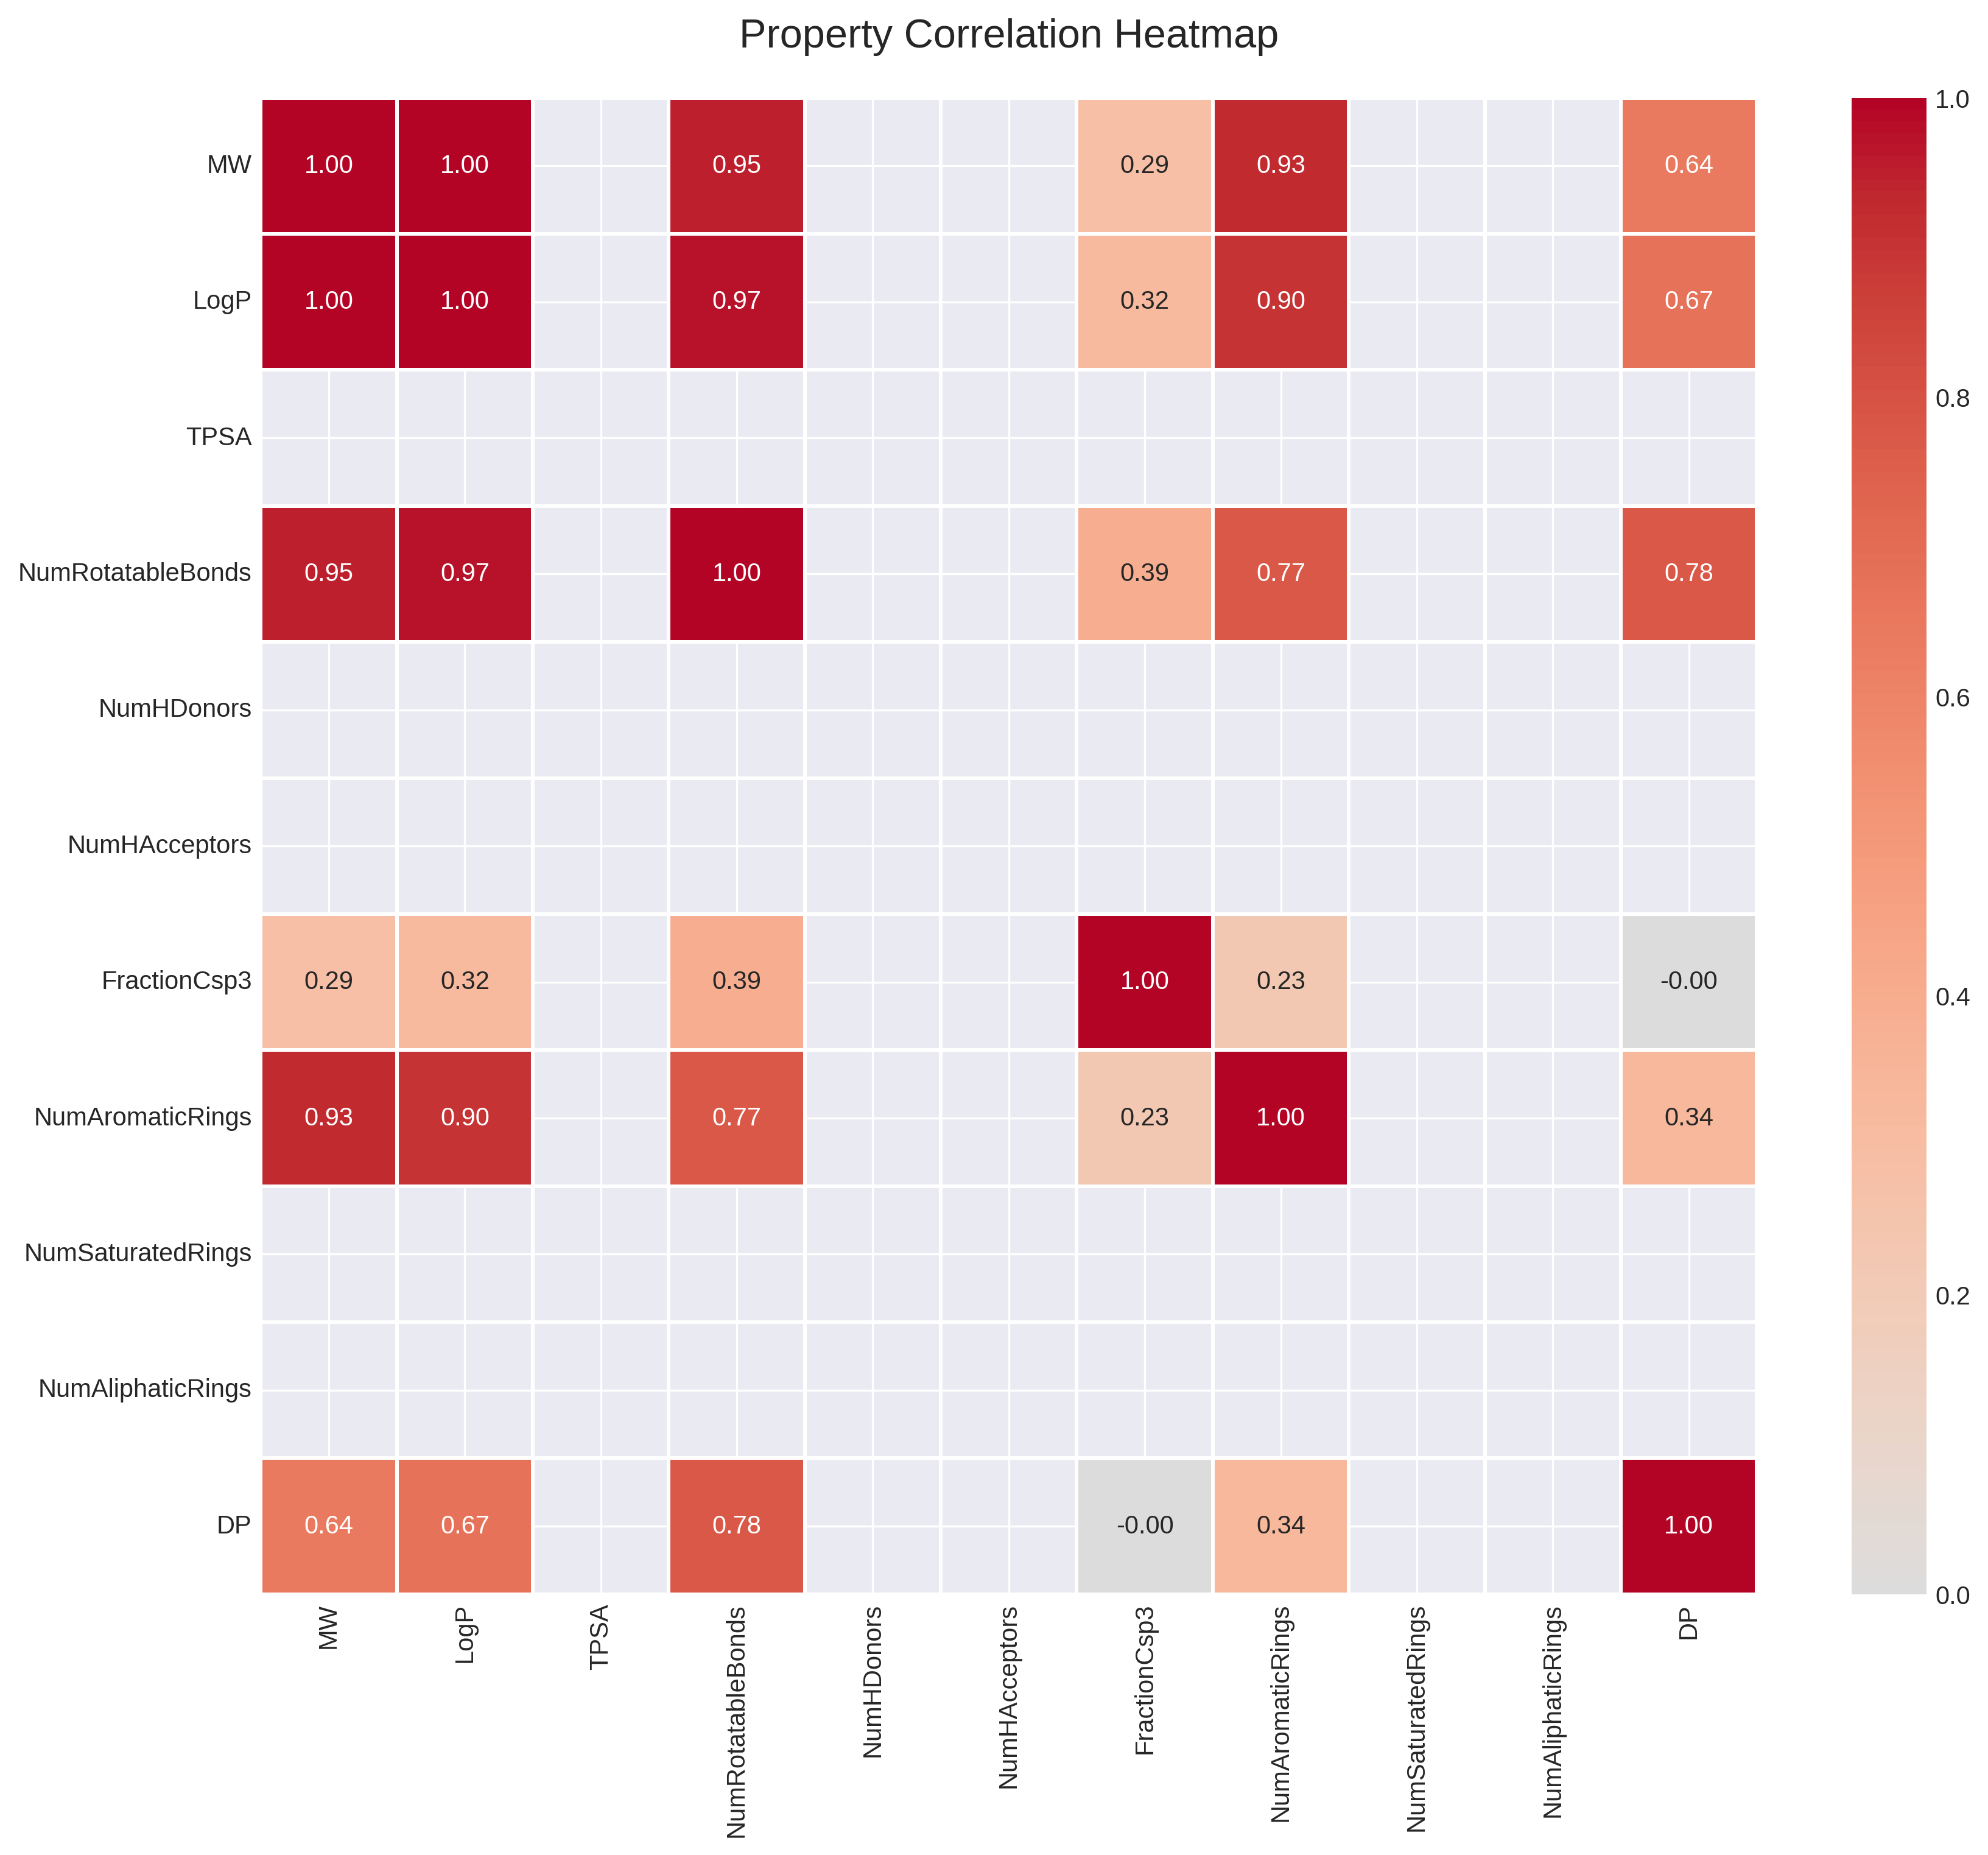 Property Correlation Heatmap
MW 1.00 1.00 0.95 0.29 0.93 0.64
LogP 1.00 1.00 0.97 0.32 0.90 0.67
TPSA
NumRotatableBonds 0.95 0.97 1.00 0.39 0.77 0.78
NumHDonors
NumHAcceptors
FractionCsp3 0.29 0.32 0.39 1.00 0.23 -0.00
NumAromaticRings 0.93 0.90 0.77 0.23 1.00 0.34
NumSaturatedRings
NumAliphaticRings
DP 0.64 0.67 0.78 -0.00 0.34 1.00
MW
LogP
TPSA
NumRotatableBonds
NumHDonors
NumHAcceptors
FractionCsp3
NumAromaticRings
NumSaturatedRings
NumAliphaticRings
DP
1.0
0.8
0.6
0.4
0.2
0.0